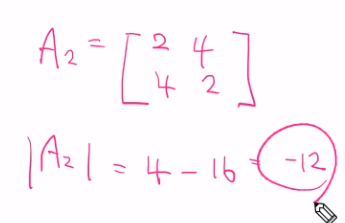 A₂ = [2 4
4 2]
|A₂| = 4 - 16 = -12